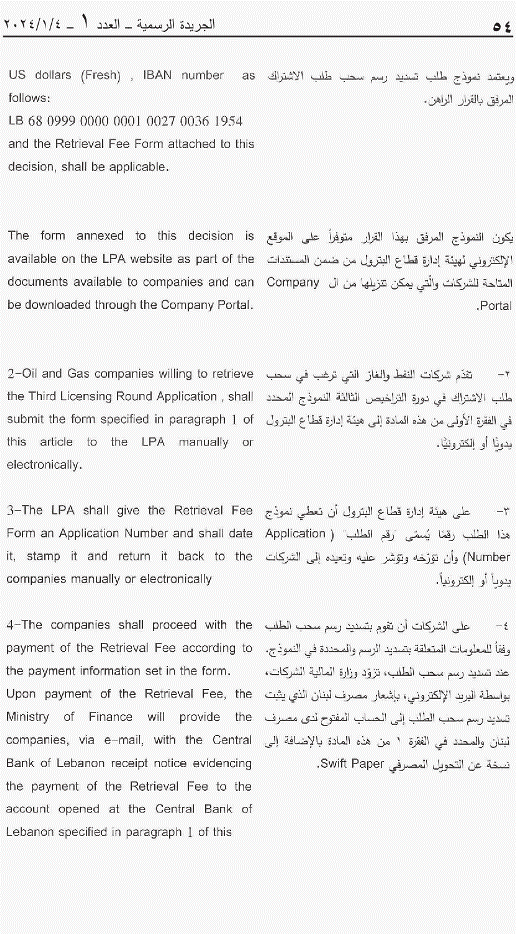 ٥٤
الجريدة الرسمية – العدد ١ – ٢٠٢٤/١/٤
US dollars (Fresh) , IBAN number as
follows:
LB 68 0999 0000 0001 0027 0036 1954
and the Retrieval Fee Form attached to this
decision, shall be applicable.
The form annexed to this decision is
available on the LPA website as part of the
documents available to companies and can
be downloaded through the Company Portal.
2–Oil and Gas companies willing to retrieve
the Third Licensing Round Application , shall
submit the form specified in paragraph 1 of
this article to the LPA manually or
electronically.
3–The LPA shall give the Retrieval Fee
Form an Application Number and shall date
it, stamp it and return it back to the
companies manually or electronically
4–The companies shall proceed with the
payment of the Retrieval Fee according to
the payment information set in the form.
Upon payment of the Retrieval Fee, the
Ministry of Finance will provide the
companies, via e–mail, with the Central
Bank of Lebanon receipt notice evidencing
the payment of the Retrieval Fee to the
account opened at the Central Bank of
Lebanon specified in paragraph 1 of this
ويعتمد نموذج طلب تسديد رسم سحب طلب الاشتراك
المرفق بالقرار الراهن.
يكون النموذج المرفق بهذا القرار متوفراً على الموقع
الإلكتروني لهيئة إدارة قطاع البترول من ضمن المستندات
المتاحة للشركات والّتي يمكن تنزيلها من ال Company
Portal.
٢– تقدّم شركات النفط والغاز التي ترغب في سحب
طلب الاشتراك في دورة التراخيص الثالثة النموذج المحدد
في الفقرة الأولى من هذه المادة إلى هيئة إدارة قطاع البترول
يدويًّا أو إلكترونيًّا.
٣– على هيئة إدارة قطاع البترول أن تعطي نموذج
هذا الطلب رقمًا يُسمّى رقم الطلب (Application
Number) وأن تؤرّخه وتؤشر عليه وتعيده إلى الشركات
يدوياً أو إلكترونياً.
٤– على الشركات أن تقوم بتسديد رسم سحب الطلب
وفقاً للمعلومات المتعلقة بتسديد الرسم والمحددة في النموذج.
عند تسديد رسم سحب الطلب، تزوّد وزارة المالية الشركات،
بواسطة البريد الإلكتروني، بإشعار مصرف لبنان الذي يثبت
تسديد رسم سحب الطلب إلى الحساب المفتوح لدى مصرف
لبنان والمحدد في الفقرة ١ من هذه المادة بالإضافة إلى
نسخة عن التحويل المصرفي Swift Paper.